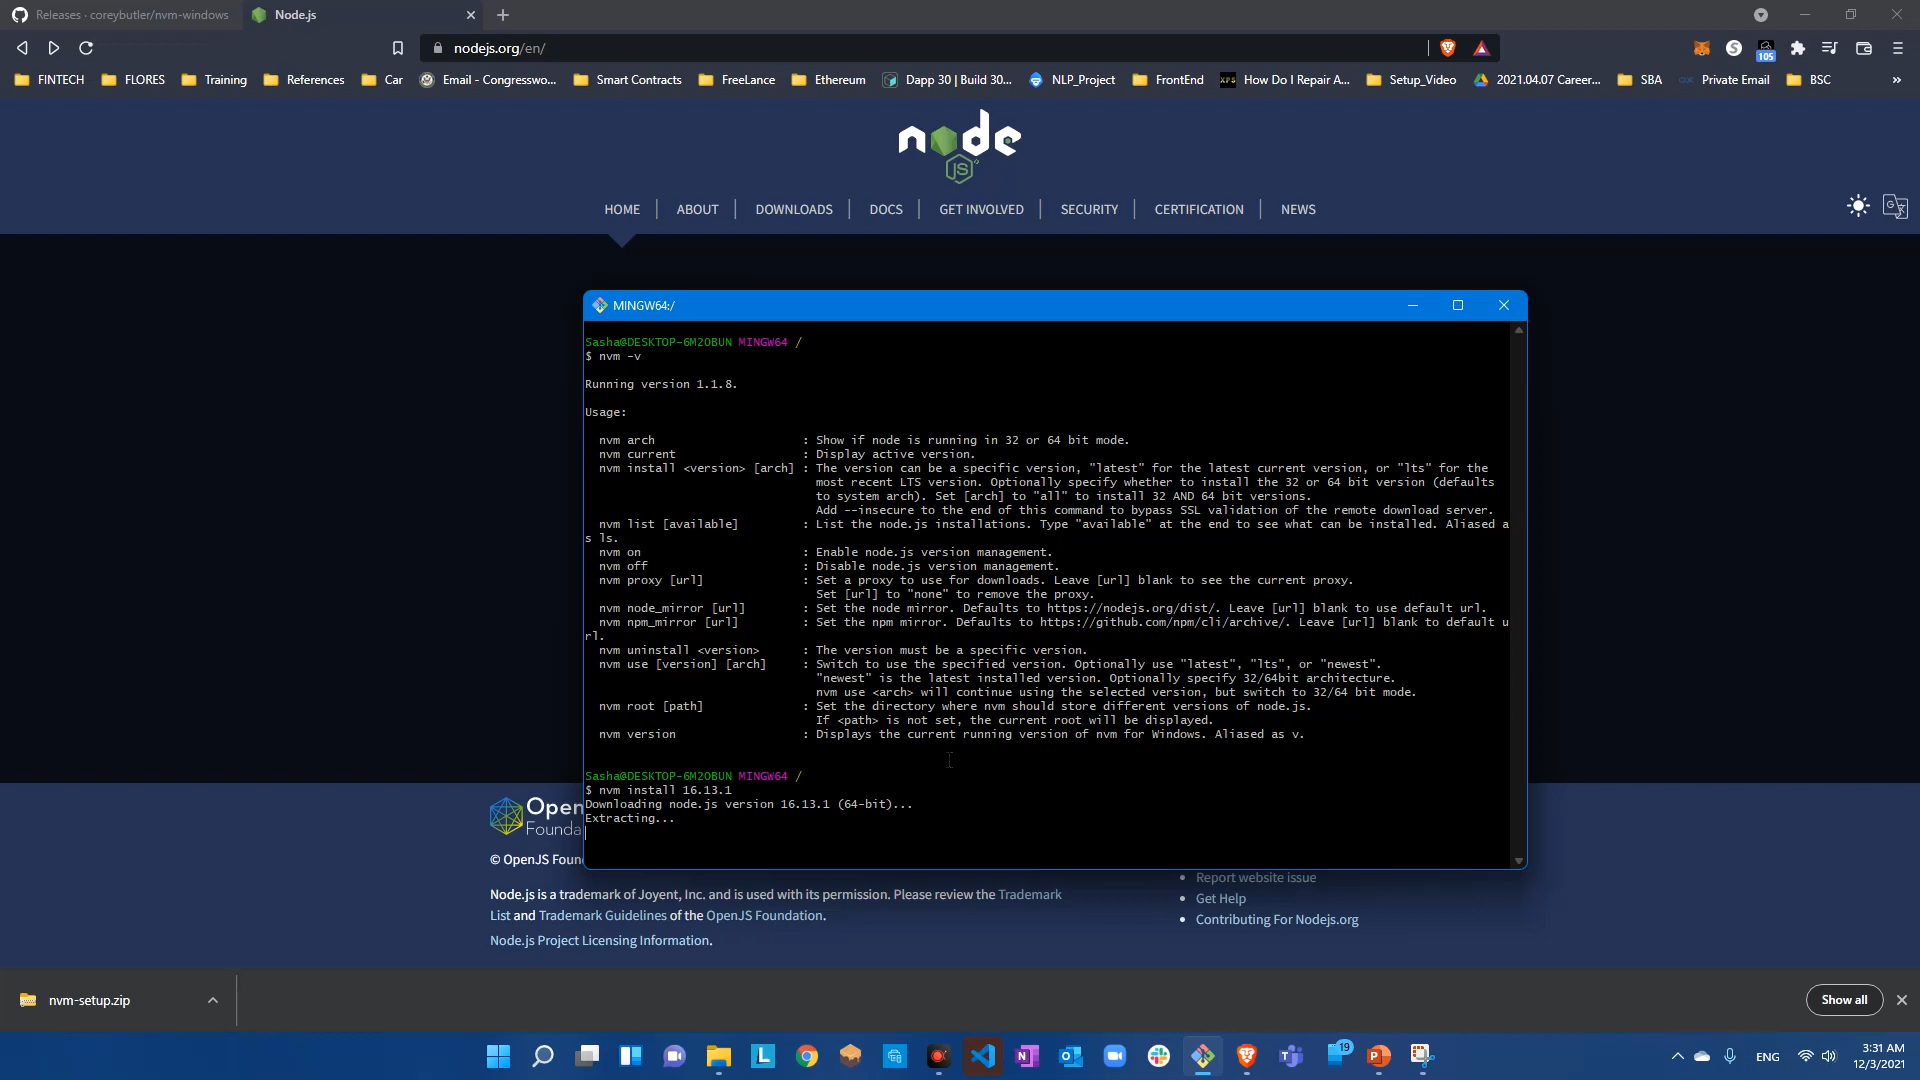 Releases · coreybutler/nvm-windows
Node.js
nodejs.org/en/
105
FINTECH
FLORES
Training
References
Car
Email - Congresswo...
Smart Contracts
FreeLance
Ethereum
Dapp 30 | Build 30...
NLP_Project
FrontEnd
How Do I Repair A...
Setup_Video
2021.04.07 Career...
SBA
Private Email
BSC
»
node
JS
HOME
ABOUT
DOWNLOADS
DOCS
GET INVOLVED
SECURITY
CERTIFICATION
NEWS
MINGW64:/
Sasha@DESKTOP-6M2OBUN MINGW64 /
$ nvm -v
Running version 1.1.8.
Usage:
nvm arch : Show if node is running in 32 or 64 bit mode.
nvm current : Display active version.
nvm install <version> [arch] : The version can be a specific version, "latest" for the latest current version, or "lts" for the
most recent LTS version. Optionally specify whether to install the 32 or 64 bit version (defaults
to system arch). Set [arch] to "all" to install 32 AND 64 bit versions.
Add --insecure to the end of this command to bypass SSL validation of the remote download server.
nvm list [available] : List the node.js installations. Type "available" at the end to see what can be installed. Aliased a
s ls.
nvm on : Enable node.js version management.
nvm off : Disable node.js version management.
nvm proxy [url] : Set a proxy to use for downloads. Leave [url] blank to see the current proxy.
Set [url] to "none" to remove the proxy.
nvm node_mirror [url] : Set the node mirror. Defaults to https://nodejs.org/dist/. Leave [url] blank to use default url.
nvm npm_mirror [url] : Set the npm mirror. Defaults to https://github.com/npm/cli/archive/. Leave [url] blank to default u
rl.
nvm uninstall <version> : The version must be a specific version.
nvm use [version] [arch] : Switch to use the specified version. Optionally use "latest", "lts", or "newest".
"newest" is the latest installed version. Optionally specify 32/64bit architecture.
nvm use <arch> will continue using the selected version, but switch to 32/64 bit mode.
nvm root [path] : Set the directory where nvm should store different versions of node.js.
If <path> is not set, the current root will be displayed.
nvm version : Displays the current running version of nvm for Windows. Aliased as v.
Sasha@DESKTOP-6M2OBUN MINGW64 /
$ nvm install 16.13.1
Downloading node.js version 16.13.1 (64-bit)...
Extracting...
Open
Founda
© OpenJS Foun
Node.js is a trademark of Joyent, Inc. and is used with its permission. Please review the Trademark
List and Trademark Guidelines of the OpenJS Foundation.
Node.js Project Licensing Information.
Report website issue
Get Help
Contributing For Nodejs.org
nvm-setup.zip
Show all
19
ENG
3:31 AM
12/3/2021